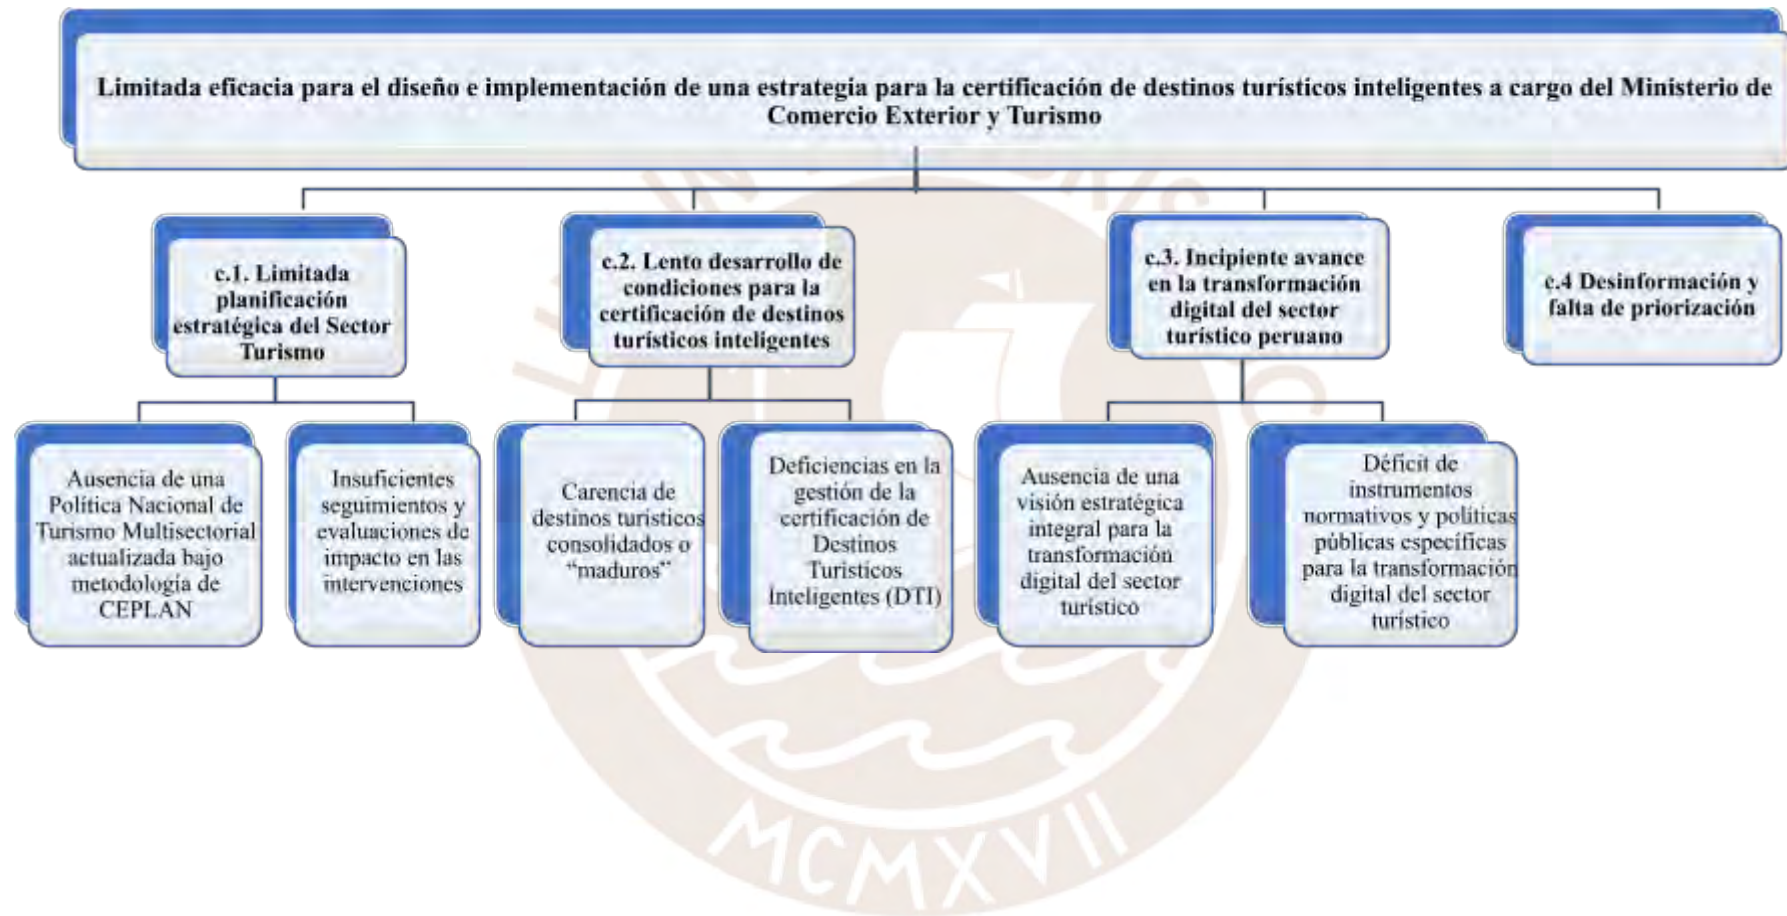 Limitada eficacia para el diseño e implementación de una estrategia para la certificación de destinos turísticos inteligentes a cargo del Ministerio de
Comercio Exterior y Turismo
c.1. Limitada
planificación
estratégica del Sector
Turismo
c.2. Lento desarrollo de
condiciones para la
certificación de destinos
turísticos inteligentes
c.3. Incipiente avance
en la transformación
digital del sector
turístico peruano
c.4 Desinformación y
falta de priorización
Ausencia de una
Política Nacional de
Turismo Multisectorial
actualizada bajo
metodología de
CEPLAN
Insuficientes
seguimientos y
evaluaciones de
impacto en las
intervenciones
Carencia de
destinos turísticos
consolidados o
“maduros”
Deficiencias en la
gestión de la
certificación de
Destinos
Turísticos
Inteligentes (DTI)
Ausencia de una
visión estratégica
integral para la
transformación
digital del sector
turístico
Déficit de
instrumentos
normativos y políticas
públicas específicas
para la transformación
digital del sector
turístico
MCMXVII